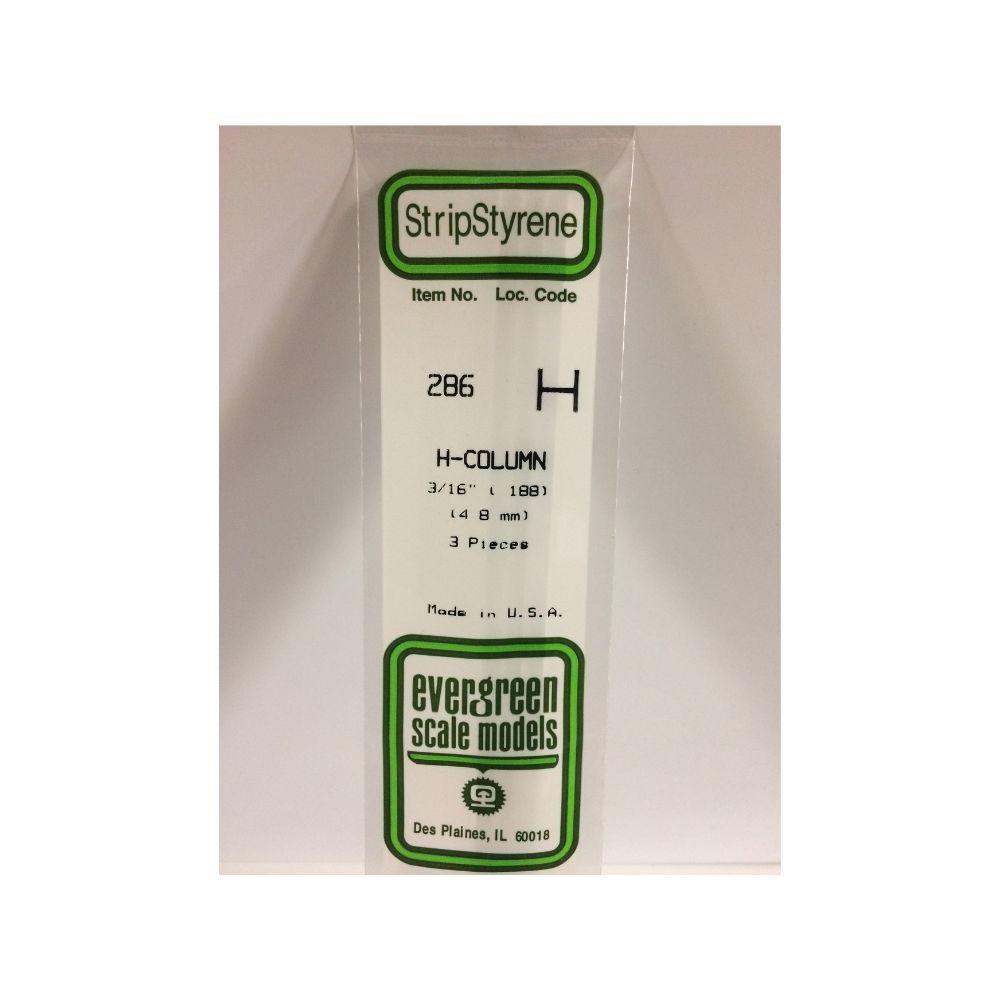 StripStyrene
Item No. Loc. Code
286 H
H-COLUMN
3/16" ( 188)
(4 8 mm)
3 Pieces
Made in U.S.A.
evergreen
scale models
Des Plaines, IL 60018